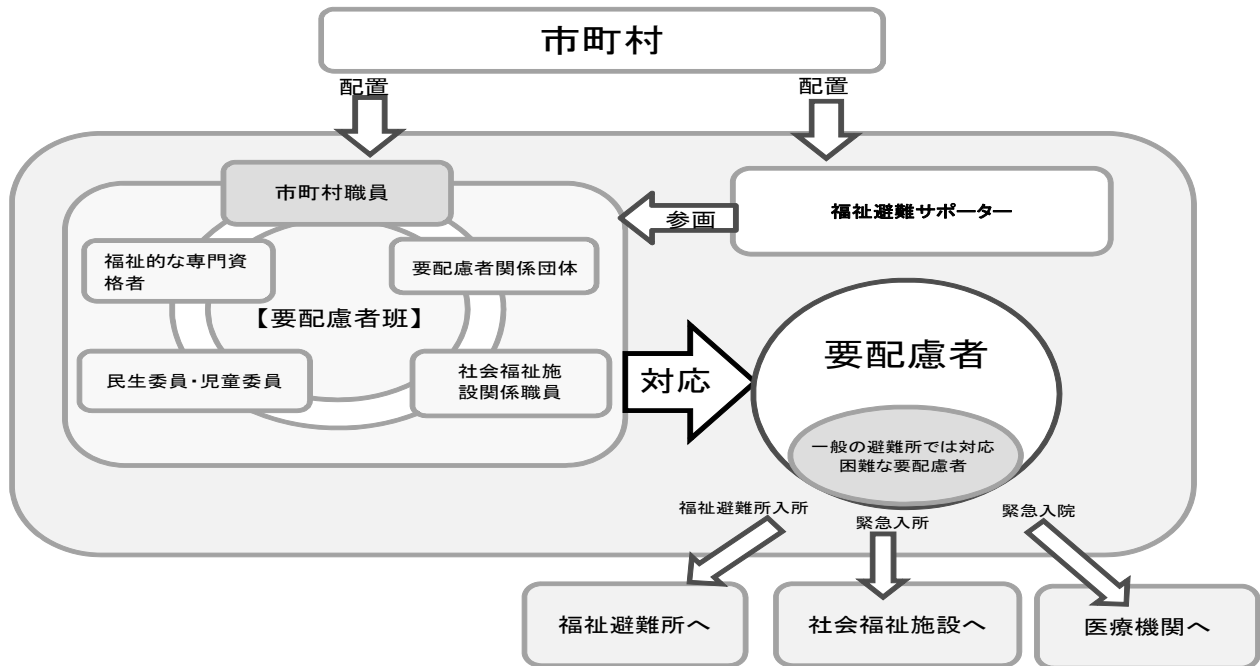 市町村
配置
配置
市町村職員
福祉避難サポーター
参画
福祉的な専門資
格者
要配慮者関係団体
【要配慮者班】
民生委員・児童委員
社会福祉施
設関係職員
対応
要配慮者
一般の避難所では対応
困難な要配慮者
福祉避難所入所
緊急入所
緊急入院
福祉避難所へ
社会福祉施設へ
医療機関へ